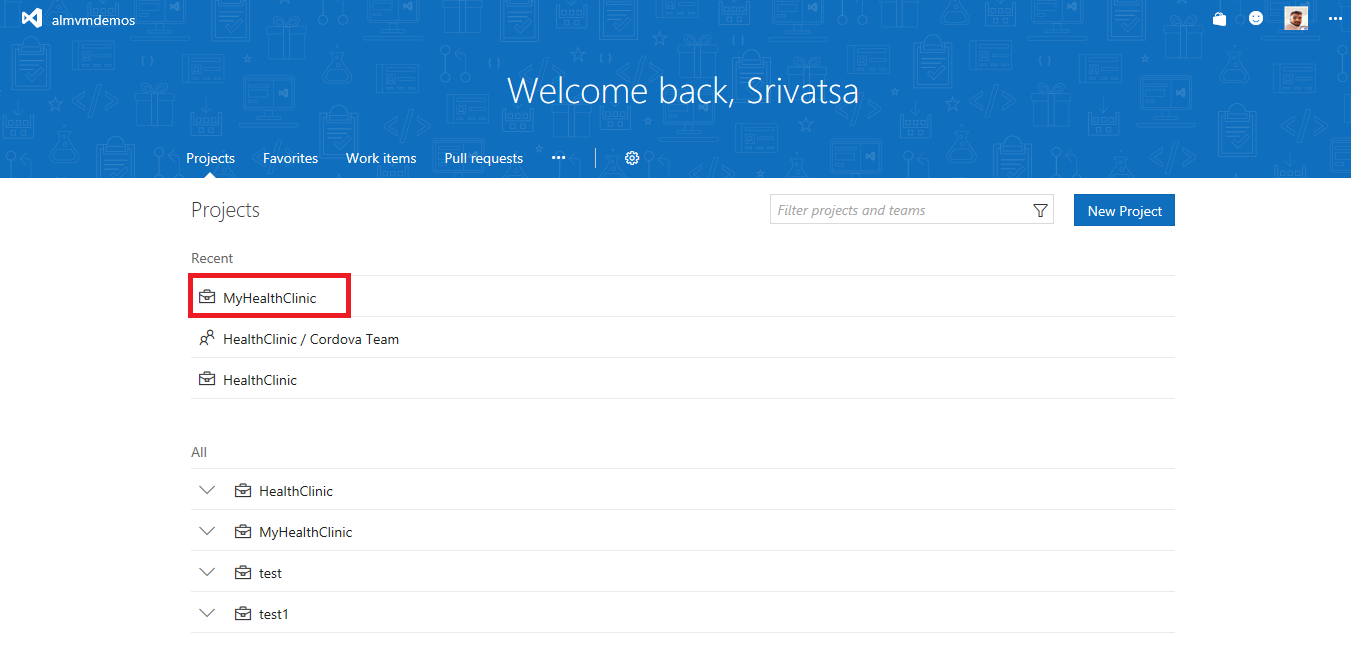 almvmdemos
Welcome back, Srivatsa
Projects Favorites Work items Pull requests
Projects
Filter projects and teams
New Project
Recent
MyHealthClinic
HealthClinic / Cordova Team
HealthClinic
All
HealthClinic
MyHealthClinic
test
test1